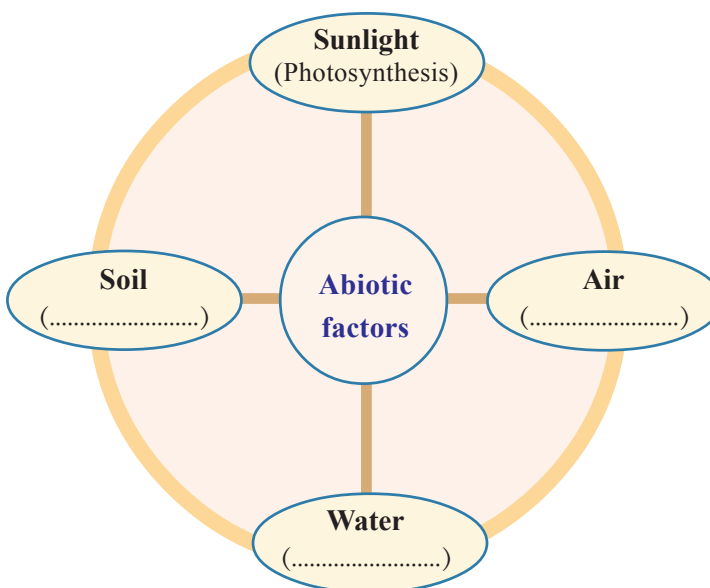 Sunlight
(Photosynthesis)
Soil
(.........................)
Abiotic
factors
Air
(.........................)
Water
(.........................)